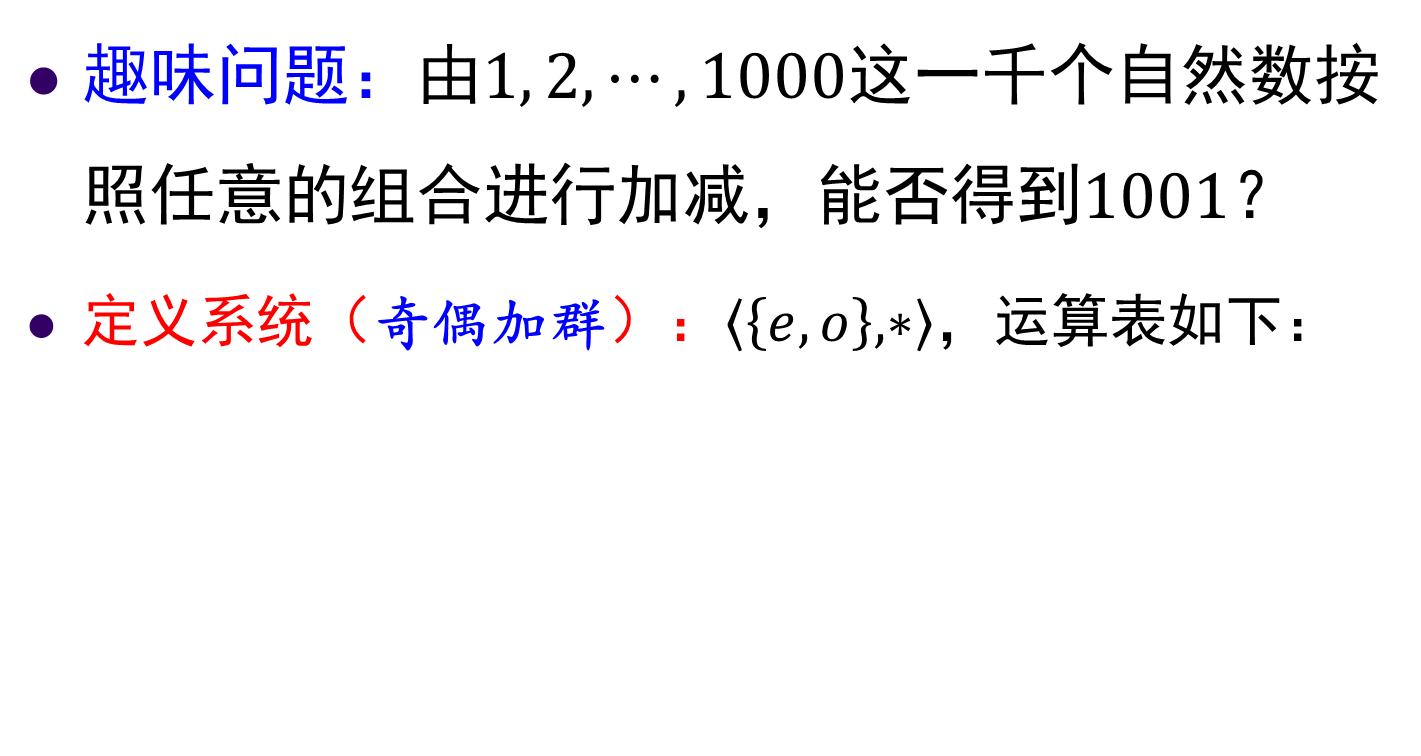 • 趣味问题：由1, 2, ⋯, 1000这一千个自然数按
照任意的组合进行加减，能否得到1001？
• 定义系统（奇偶加群）：⟨{e, o},∗⟩，运算表如下：